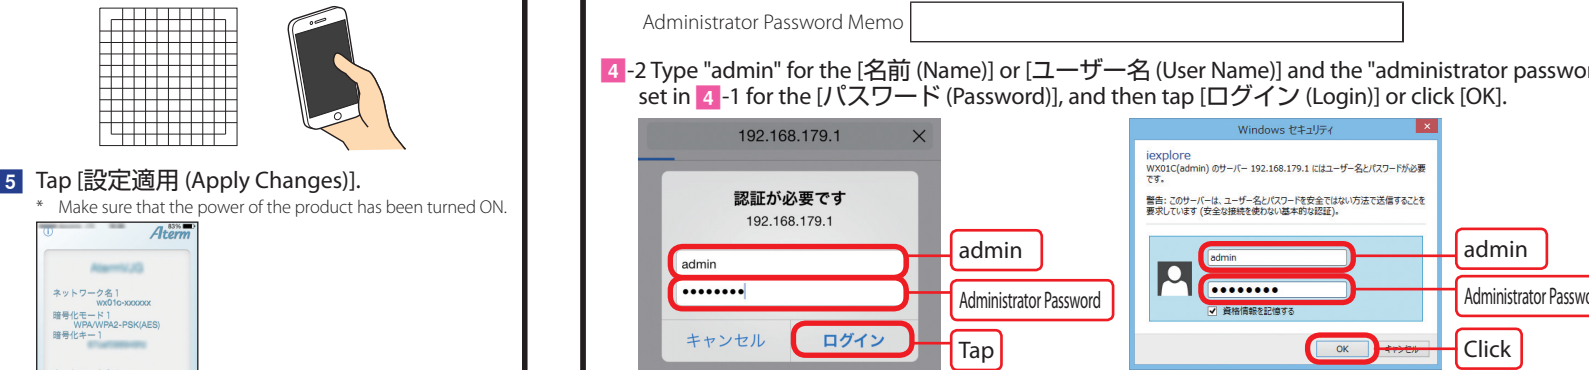 5 Tap [設定適用 (Apply Changes)].
* Make sure that the power of the product has been turned ON.
83%
Aterm
ネットワーク名 1
wx01c-xxxxxx
暗号化モード 1
WPA/WPA2-PSK(AES)
暗号化キー 1
Administrator Password Memo
4 -2 Type "admin" for the [名前 (Name)] or [ユーザー名 (User Name)] and the "administrator passwor
set in 4 -1 for the [パスワード (Password)], and then tap [ログイン (Login)] or click [OK].
192.168.179.1
認証が必要です
192.168.179.1
admin
●●●●●●●●
キャンセル ログイン
admin
Administrator Password
Tap
Windows セキュリティ
iexplore
WX01C(admin) のサーバー 192.168.179.1 にはユーザー名とパスワードが必要
です。
警告: このサーバーは、ユーザー名とパスワードを安全ではない方法で送信することを
要求しています (安全な接続を使わない基本的な認証)。
admin
●●●●●●●●
資格情報を記憶する
OK キャンセル
admin
Administrator Passwo
Click